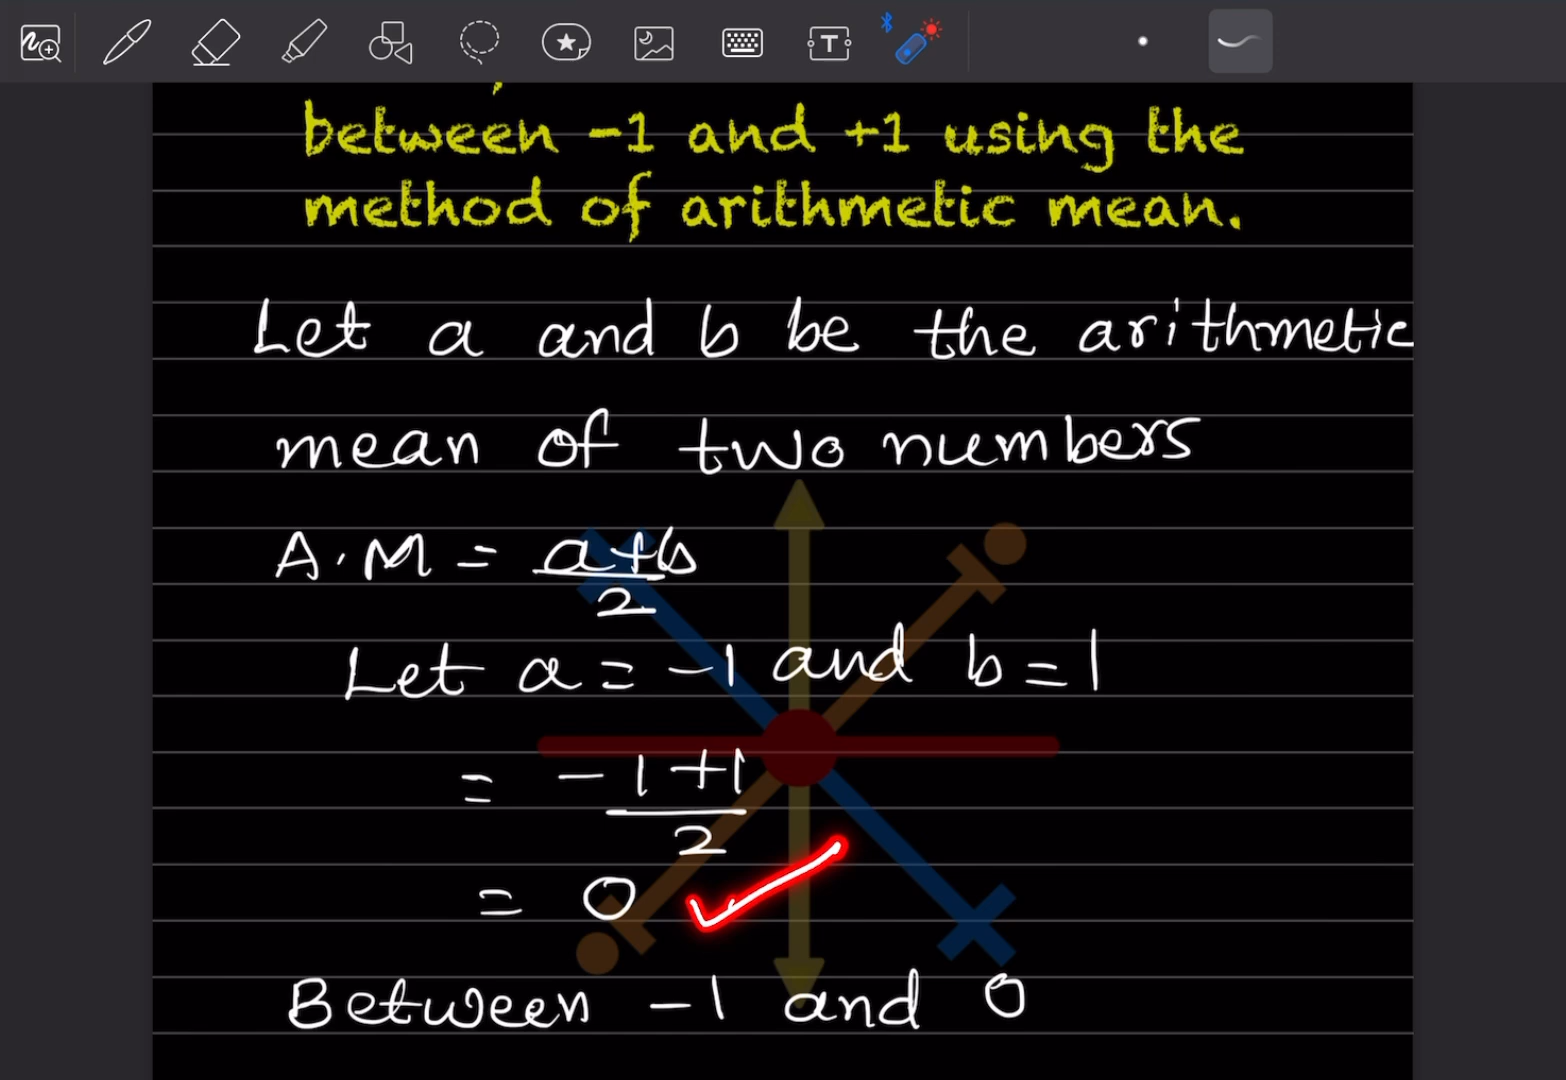 between -1 and +1 using the
method of arithmetic mean.
Let a and b be the arithmetic
mean of two numbers
A.M = a+b
2
Let a = -1 and b = 1
= -1+1
2
= 0
Between -1 and 0